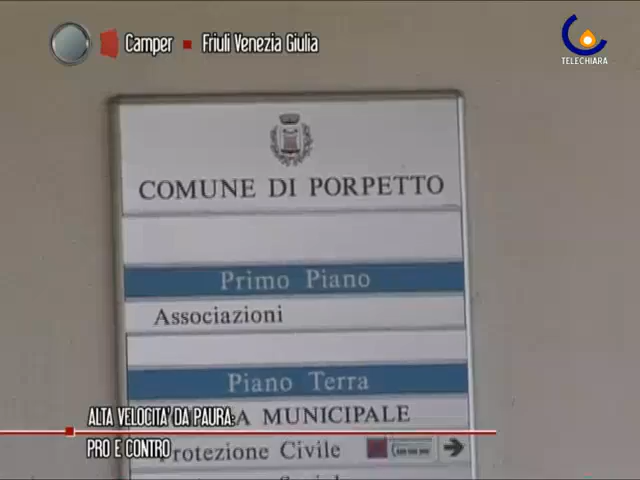 Camper ▪ Friuli Venezia Giulia
TELECHIARA
COMUNE DI PORPETTO
Primo Piano
Associazioni
Piano Terra
A MUNICIPALE
Protezione Civile
ALTA VELOCITA' DA PAURA:
PRO E CONTRO